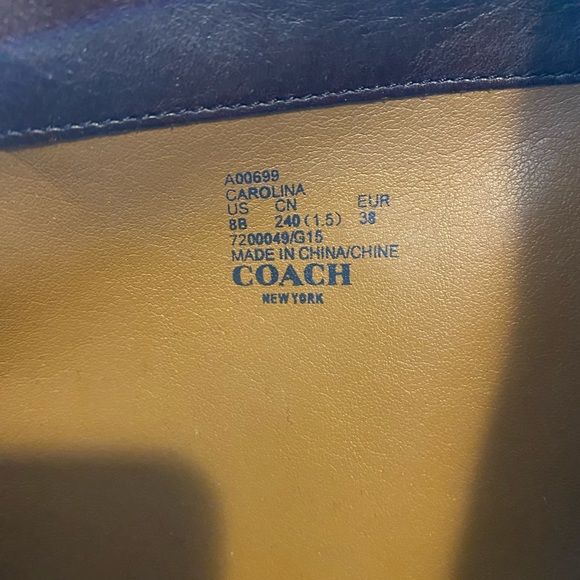 A00699
CAROLINA
US CN EUR
8B 240(1.5) 38
7200049/G15
MADE IN CHINA/CHINE
COACH
NEW YORK